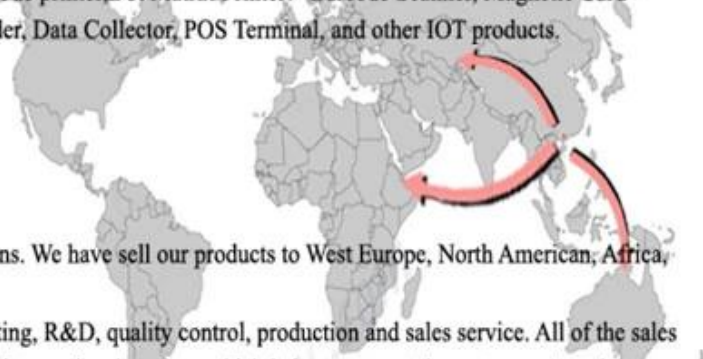 der, Data Collector, POS Terminal, and other IOT products.
ns. We have sell our products to West Europe, North American, Africa,
ting, R&D, quality control, production and sales service. All of the sales